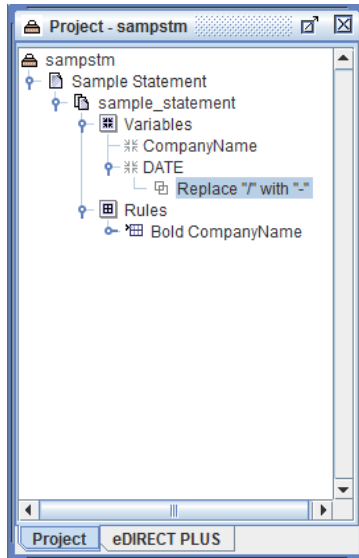 Project - sampstm
sampstm
Sample Statement
sample_statement
Variables
CompanyName
DATE
Replace "/" with "-"
Rules
Bold CompanyName
Project
eDIRECT PLUS